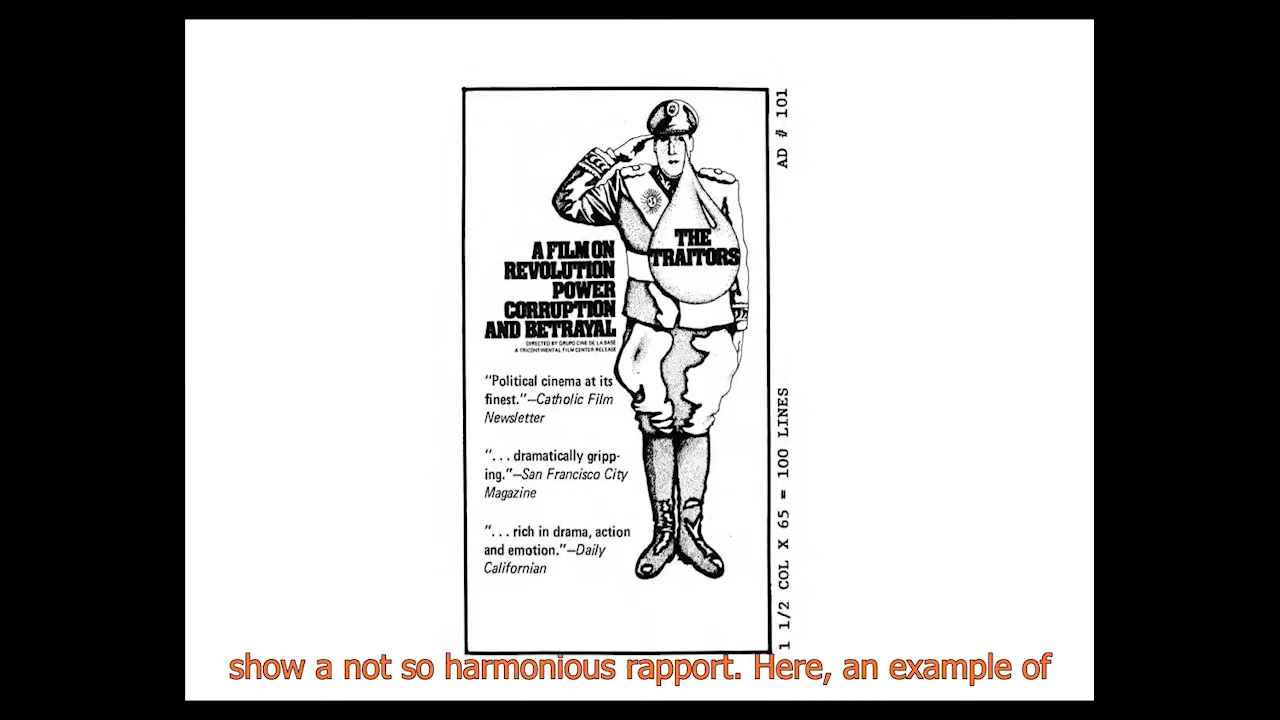 THE
TRAITORS
A FILM ON
REVOLUTION
POWER
CORRUPTION
AND BETRAYAL
DIRECTED BY GRUPO CINE DE LA BASE
A TRICONTINENTAL FILM CENTER RELEASE
"Political cinema at its
finest."—Catholic Film
Newsletter
". . . dramatically gripp-
ing."—San Francisco City
Magazine
". . . rich in drama, action
and emotion."—Daily
Californian
AD # 101
1 1/2 COL X 65 = 100 LINES
show a not so harmonious rapport. Here, an example of